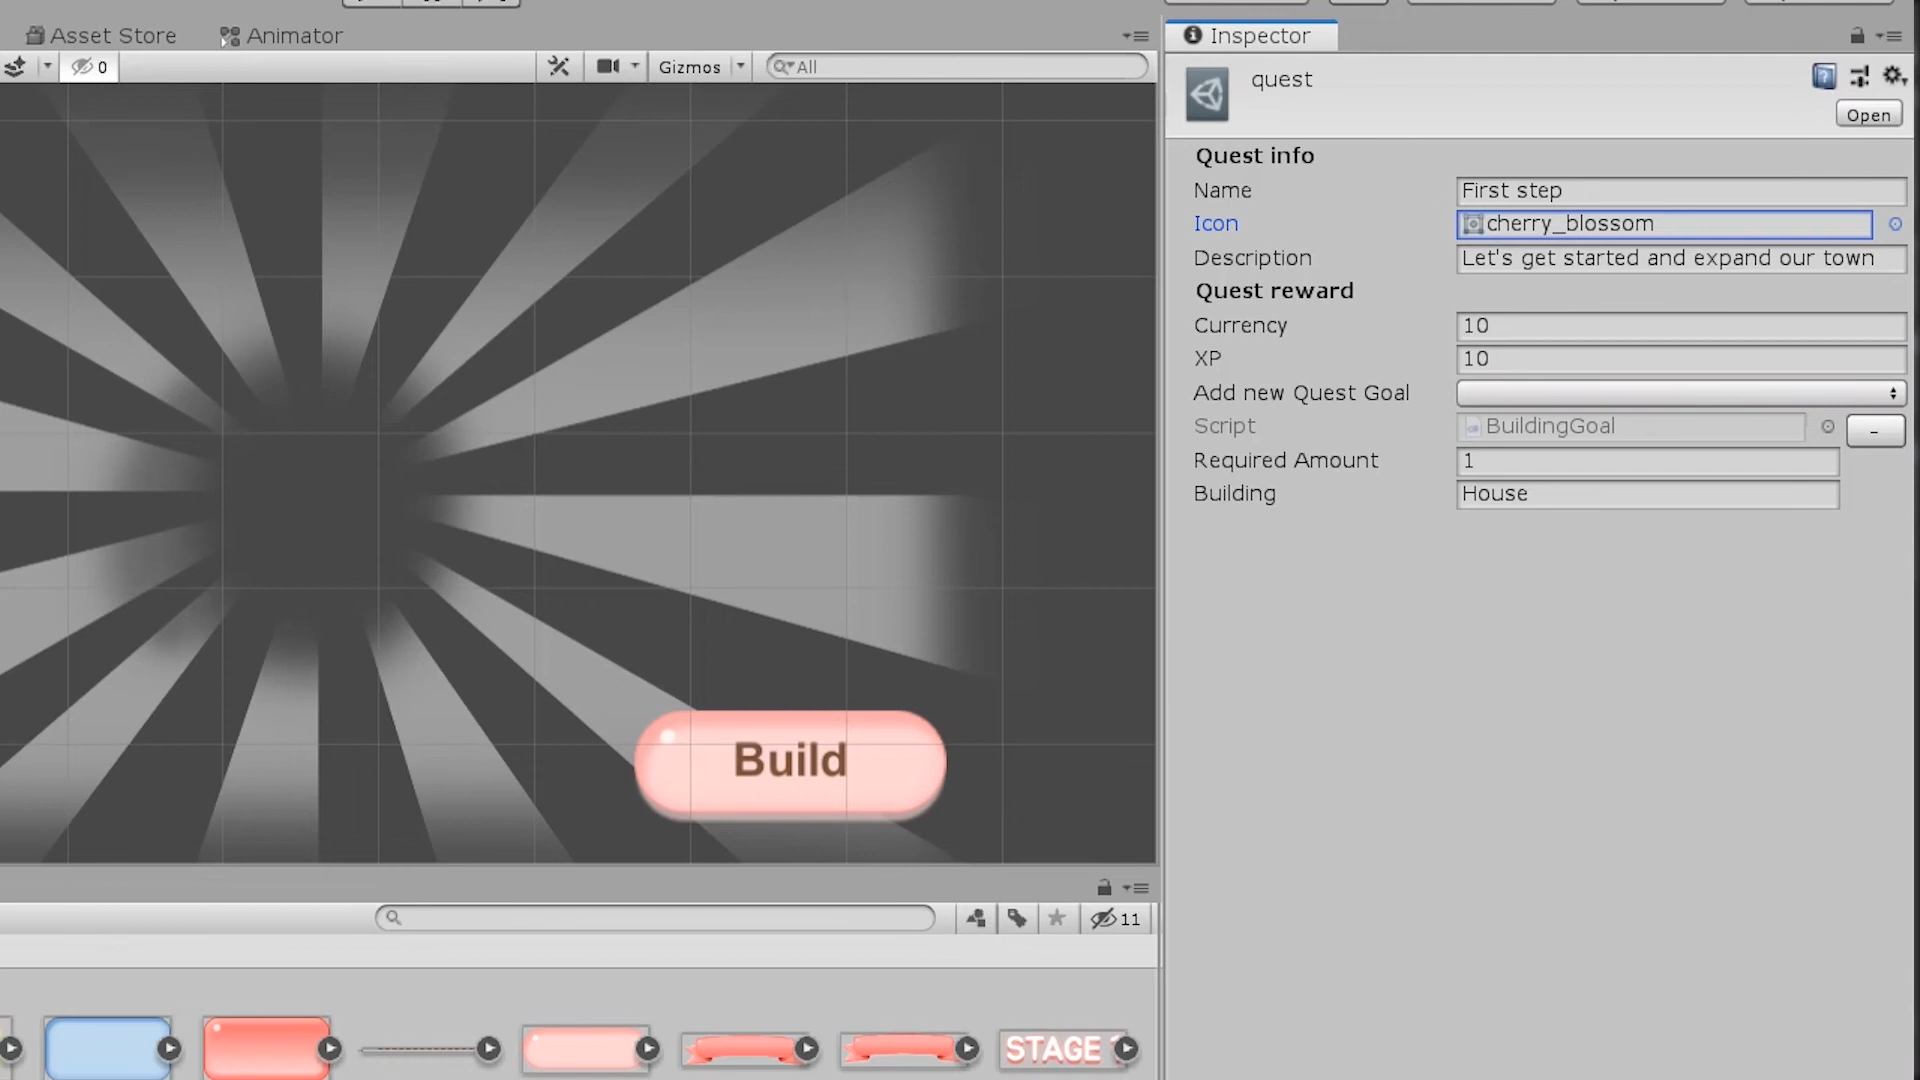 Asset Store
Animator
Inspector
0
Gizmos
All
quest
Open
Quest info
Name
First step
Icon
cherry_blossom
Description
Let's get started and expand our town
Quest reward
Currency
10
XP
10
Add new Quest Goal
Script
BuildingGoal
-
Required Amount
1
Building
House
Build
11
STAGE